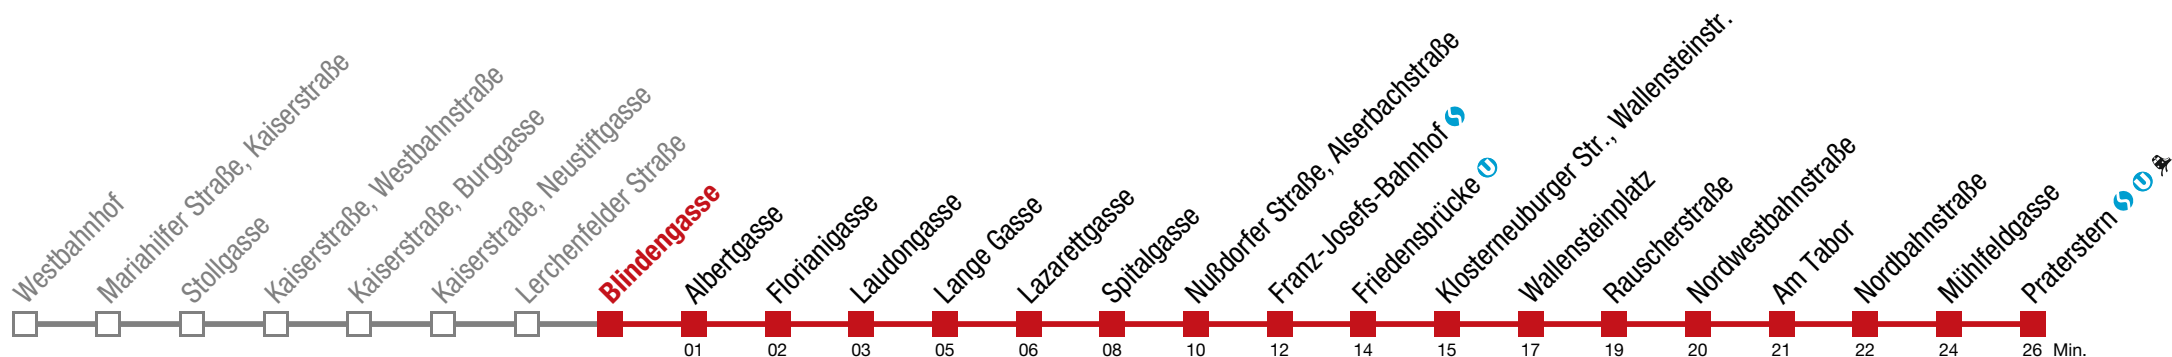 Westbahnhof
Mariahilfer Straße, Kaiserstraße
Stollgasse
Kaiserstraße, Westbahnstraße
Kaiserstraße, Burggasse
Kaiserstraße, Neustiftgasse
Lerchenfelder Straße
Blindengasse
Albertgasse
Florianigasse
Laudongasse
Lange Gasse
Lazarettgasse
Spitalgasse
Nußdorfer Straße, Alserbachstraße
Franz-Josefs-Bahnhof S
Friedensbrücke U
Klosterneuburger Str., Wallensteinstr.
Wallensteinplatz
Rauscherstraße
Nordwestbahnstraße
Am Tabor
Nordbahnstraße
Mühlfeldgasse
Praterstern S U
01 02 03 05 06 08 10 12 14 15 17 19 20 21 22 24 26 Min.